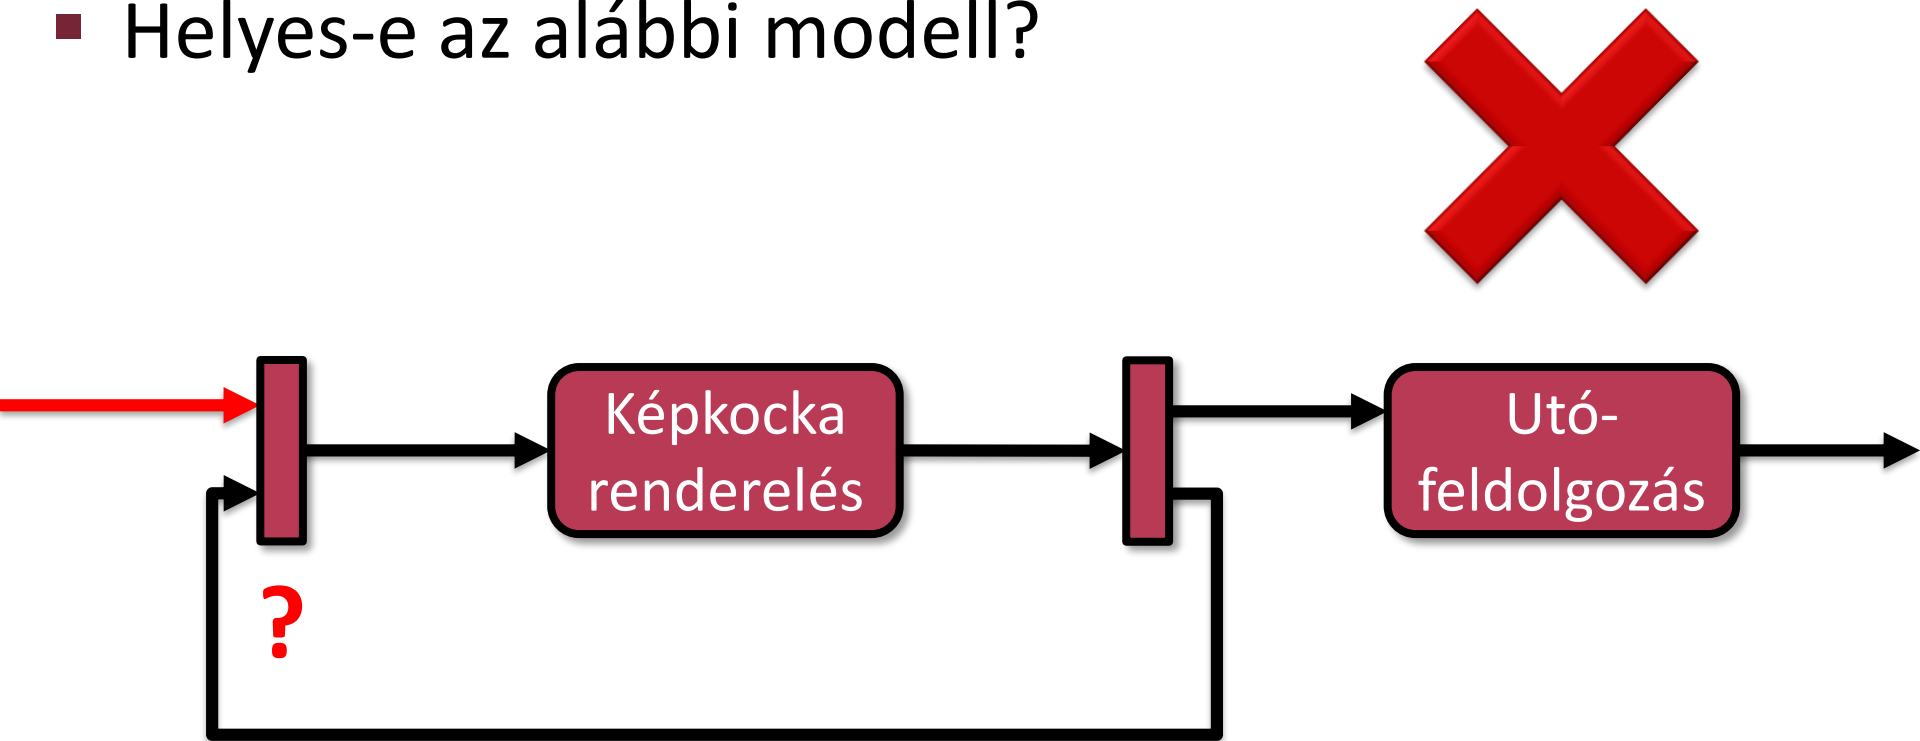 ▪ Helyes-e az alábbi modell?
Képkocka
renderelés
Utó-
feldolgozás
?